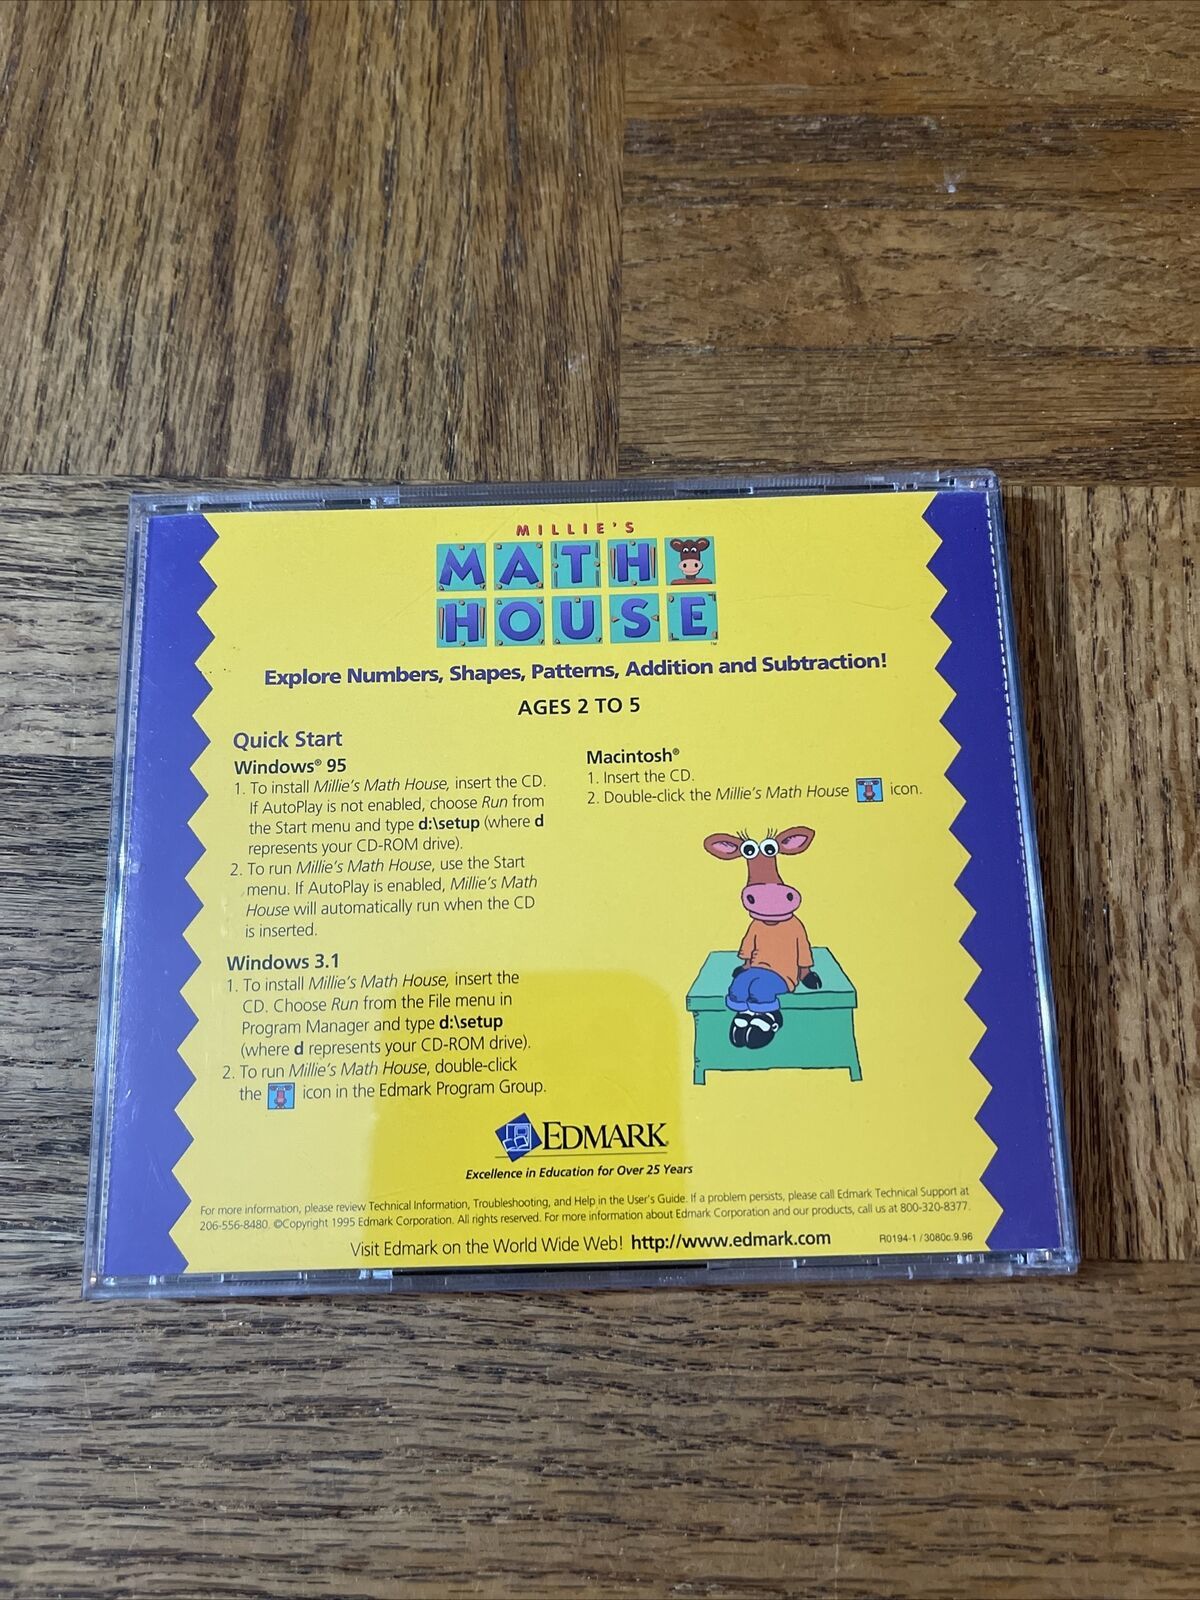 MILLIE'S
MATH
HOUSE™
Explore Numbers, Shapes, Patterns, Addition and Subtraction!
AGES 2 TO 5
Quick Start
Windows® 95
1. To install Millie's Math House, insert the CD.
If AutoPlay is not enabled, choose Run from
the Start menu and type d:\setup (where d
represents your CD-ROM drive).
2. To run Millie's Math House, use the Start
menu. If AutoPlay is enabled, Millie's Math
House will automatically run when the CD
is inserted.
Windows 3.1
1. To install Millie's Math House, insert the
CD. Choose Run from the File menu in
Program Manager and type d:\setup
(where d represents your CD-ROM drive).
2. To run Millie's Math House, double-click
the icon in the Edmark Program Group.
Macintosh®
1. Insert the CD.
2. Double-click the Millie's Math House icon.
EDMARK®
Excellence in Education for Over 25 Years
For more information, please review Technical Information, Troubleshooting, and Help in the User's Guide. If a problem persists, please call Edmark Technical Support at
206-556-8480. ©Copyright 1995 Edmark Corporation. All rights reserved. For more information about Edmark Corporation and our products, call us at 800-320-8377.
Visit Edmark on the World Wide Web! http://www.edmark.com
R0194-1 / 3080c.9.96